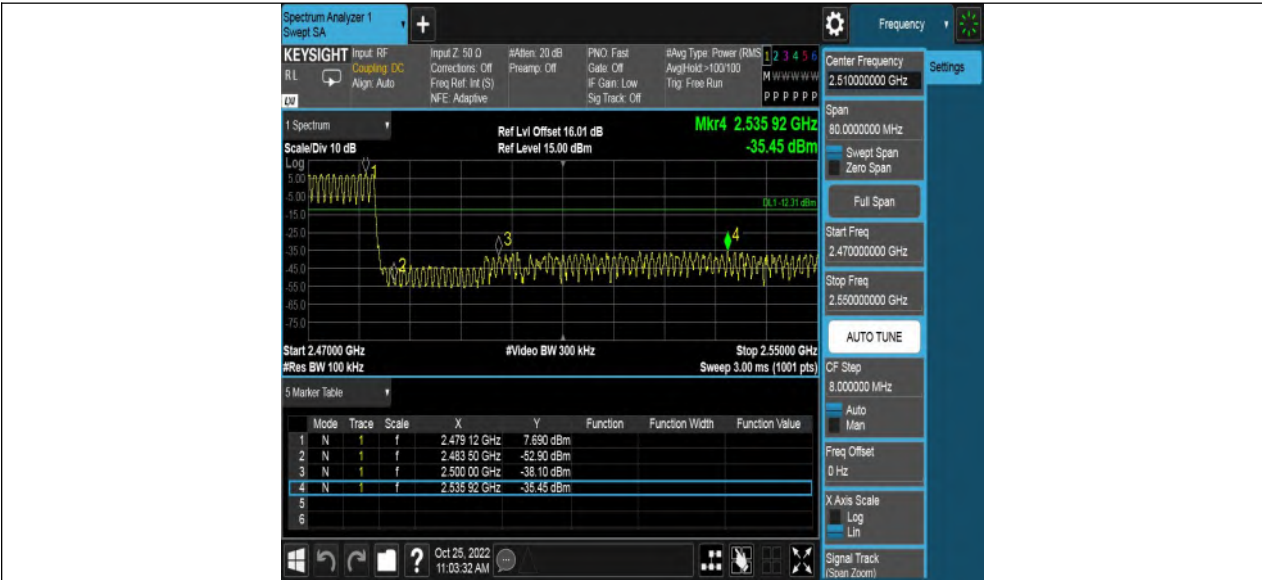 Spectrum Analyzer 1
Swept SA
+
Frequency
KEYSIGHT
RL
LXI
Input: RF
Coupling: DC
Align: Auto
Input Z: 50 Ω
Corrections: Off
Freq Ref: Int (S)
NFE: Adaptive
#Atten: 20 dB
Preamp: Off
PNO: Fast
Gate: Off
IF Gain: Low
Sig Track: Off
#Avg Type: Power (RMS
Avg|Hold:>100/100
Trig: Free Run
1 2 3 4 5 6
M W W W W W
P P P P P P
1 Spectrum
Scale/Div 10 dB
Ref Lvl Offset 16.01 dB
Ref Level 15.00 dBm
Mkr4 2.535 92 GHz
-35.45 dBm
Log
5.00
-5.00
-15.0
-25.0
-35.0
-45.0
-55.0
-65.0
-75.0
1
2
3
4
DL1 -12.31 dBm
Start 2.47000 GHz
#Video BW 300 kHz
Stop 2.55000 GHz
#Res BW 100 kHz
Sweep 3.00 ms (1001 pts)
5 Marker Table
Mode Trace Scale X Y Function Function Width Function Value
1 N 1 f 2.479 12 GHz 7.690 dBm
2 N 1 f 2.483 50 GHz -52.90 dBm
3 N 1 f 2.500 00 GHz -38.10 dBm
4 N 1 f 2.535 92 GHz -35.45 dBm
5
6
?
Oct 25, 2022
11:03:32 AM
Center Frequency
2.510000000 GHz
Settings
Span
80.0000000 MHz
Swept Span
Zero Span
Full Span
Start Freq
2.470000000 GHz
Stop Freq
2.550000000 GHz
AUTO TUNE
CF Step
8.000000 MHz
Auto
Man
Freq Offset
0 Hz
X Axis Scale
Log
Lin
Signal Track
(Span Zoom)